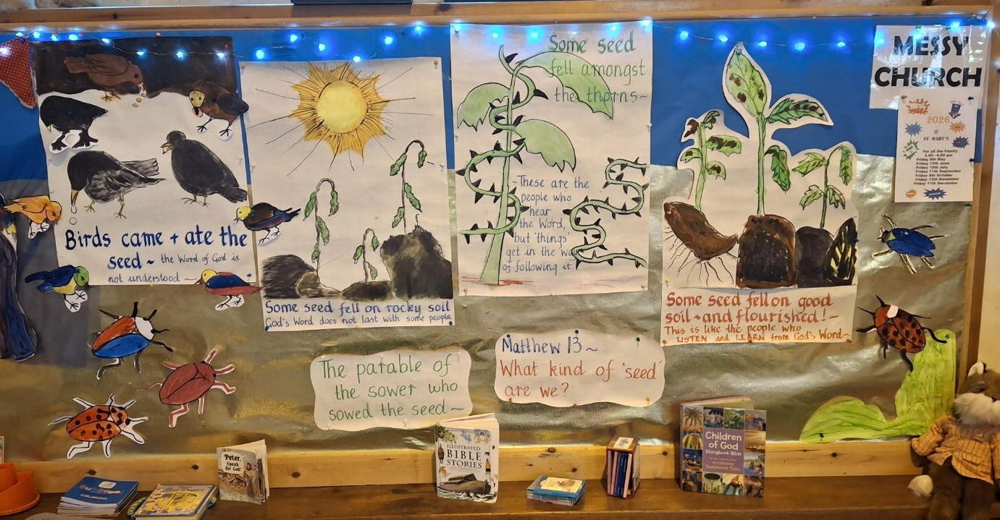 Birds came + ate the
seed ~ the Word of God is
not understood ~
Some seed fell on rocky soil
God's Word does not last with some people
Some seed
fell amongst
the thorns ~
~These are the
people who
hear
the Word,
but 'things'
get in the way
of following it.
Some seed fell on good
soil ~ and flourished! ~
This is like the people who
LISTEN and LEARN from God's Word ~
MESSY
CHURCH
2026
@
ST. HART'S
For all the Family
3.45-6.00 pm
Friday 8th May
Friday 12th June
Friday 10th July
Friday 11th September
Friday 9th October
Friday 13th November
Friday 11th December
The parable of
the sower who
sowed the seed ~
Matthew 13 ~
What kind of 'seed'
are we?
'Peter,
Speak
for God!
ILLUSTRATED
BIBLE
STORIES
Children
of God
Storybook Bible
Archbishop
Desmond Tutu